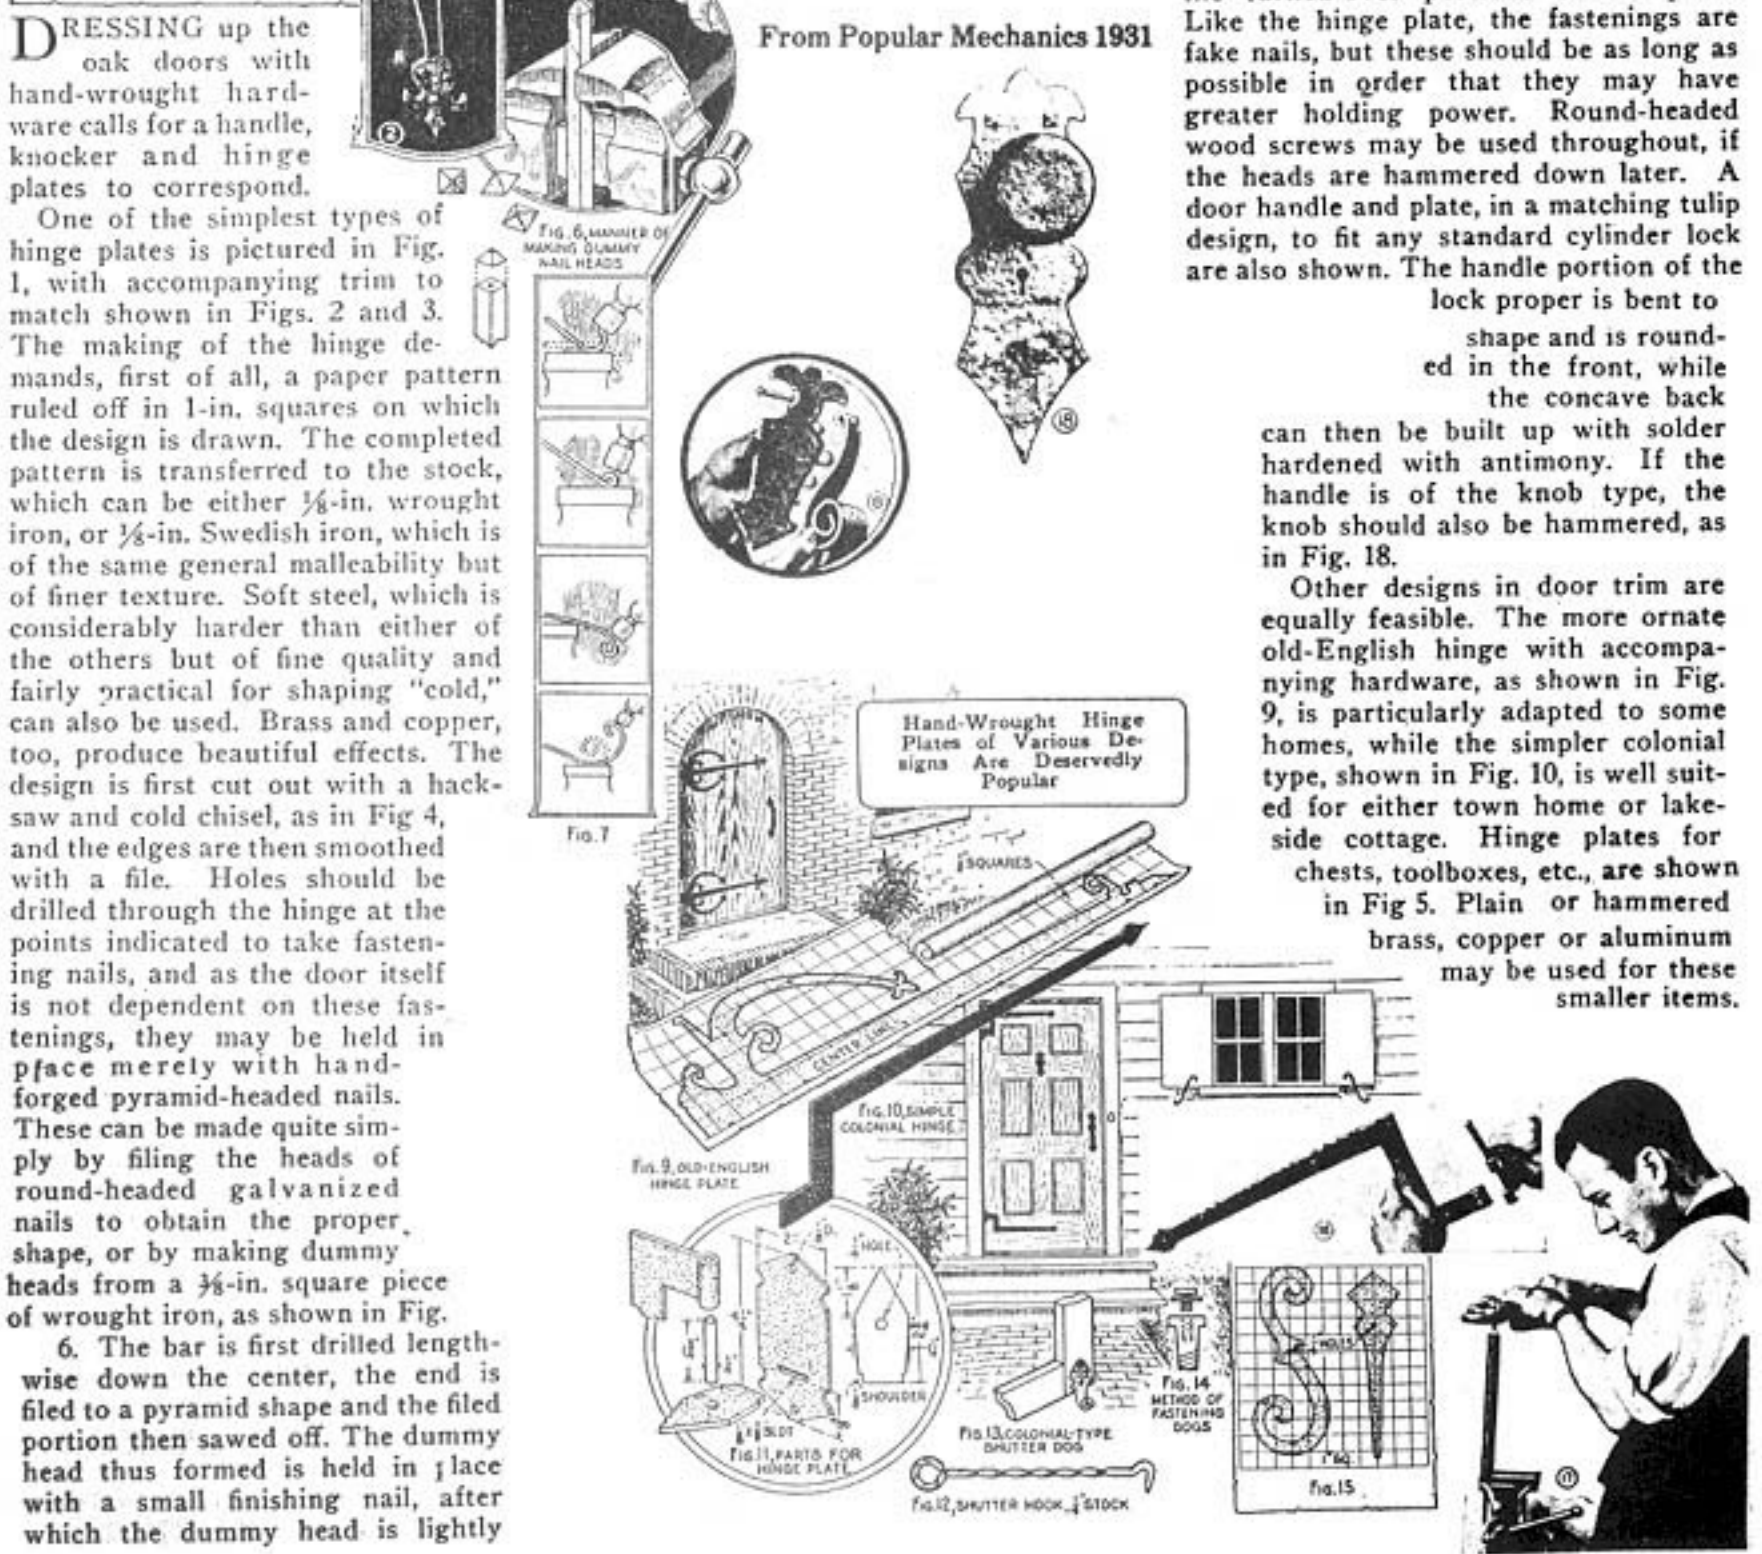 DRESSING up the
oak doors with
hand-wrought hard-
ware calls for a handle,
knocker and hinge
plates to correspond.
One of the simplest types of
hinge plates is pictured in Fig.
1, with accompanying trim to
match shown in Figs. 2 and 3.
The making of the hinge de-
mands, first of all, a paper pattern
ruled off in 1-in. squares on which
the design is drawn. The completed
pattern is transferred to the stock,
which can be either ⅛-in. wrought
iron, or ⅛-in. Swedish iron, which is
of the same general malleability but
of finer texture. Soft steel, which is
considerably harder than either of
the others but of fine quality and
fairly practical for shaping "cold,"
can also be used. Brass and copper,
too, produce beautiful effects. The
design is first cut out with a hack-
saw and cold chisel, as in Fig 4,
and the edges are then smoothed
with a file. Holes should be
drilled through the hinge at the
points indicated to take fasten-
ing nails, and as the door itself
is not dependent on these fas-
tenings, they may be held in
place merely with hand-
forged pyramid-headed nails.
These can be made quite sim-
ply by filing the heads of
round-headed galvanized
nails to obtain the proper
shape, or by making dummy
heads from a ⅜-in. square piece
of wrought iron, as shown in Fig.
6. The bar is first drilled length-
wise down the center, the end is
filed to a pyramid shape and the filed
portion then sawed off. The dummy
head thus formed is held in place
with a small finishing nail, after
which the dummy head is lightly
2
FIG. 6, MANNER OF
MAKING DUMMY
NAIL HEADS
FIG. 7
From Popular Mechanics 1931
18
Hand-Wrought Hinge
Plates of Various De-
signs Are Deservedly
Popular
1" SQUARES
CENTER LINE
FIG. 9, OLD-ENGLISH
HINGE PLATE
FIG. 10, SIMPLE
COLONIAL HINGE
HOLE
SHOULDER
SLOT
FIG. 11, PARTS FOR
HINGE PLATE
FIG. 12, SHUTTER HOOK, ¼" STOCK
FIG. 13, COLONIAL-TYPE
SHUTTER DOG
FIG. 14
METHOD OF
FASTENING
DOGS
HOLES
1" SQ.
FIG. 15
16
17
Like the hinge plate, the fastenings are
fake nails, but these should be as long as
possible in order that they may have
greater holding power. Round-headed
wood screws may be used throughout, if
the heads are hammered down later. A
door handle and plate, in a matching tulip
design, to fit any standard cylinder lock
are also shown. The handle portion of the
lock proper is bent to
shape and is round-
ed in the front, while
the concave back
can then be built up with solder
hardened with antimony. If the
handle is of the knob type, the
knob should also be hammered, as
in Fig. 18.
Other designs in door trim are
equally feasible. The more ornate
old-English hinge with accompa-
nying hardware, as shown in Fig.
9, is particularly adapted to some
homes, while the simpler colonial
type, shown in Fig. 10, is well suit-
ed for either town home or lake-
side cottage. Hinge plates for
chests, toolboxes, etc., are shown
in Fig 5. Plain or hammered
brass, copper or aluminum
may be used for these
smaller items.